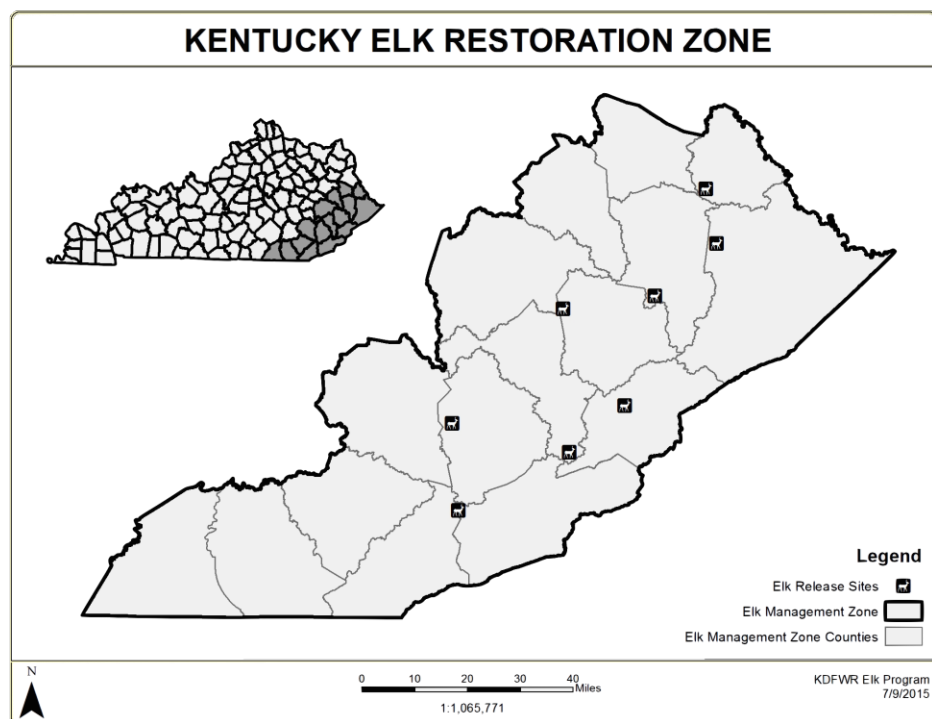 KENTUCKY ELK RESTORATION ZONE
Legend
Elk Release Sites
Elk Management Zone
Elk Management Zone Counties
N
0 10 20 30 40
Miles
1:1,065,771
KDFWR Elk Program
7/9/2015